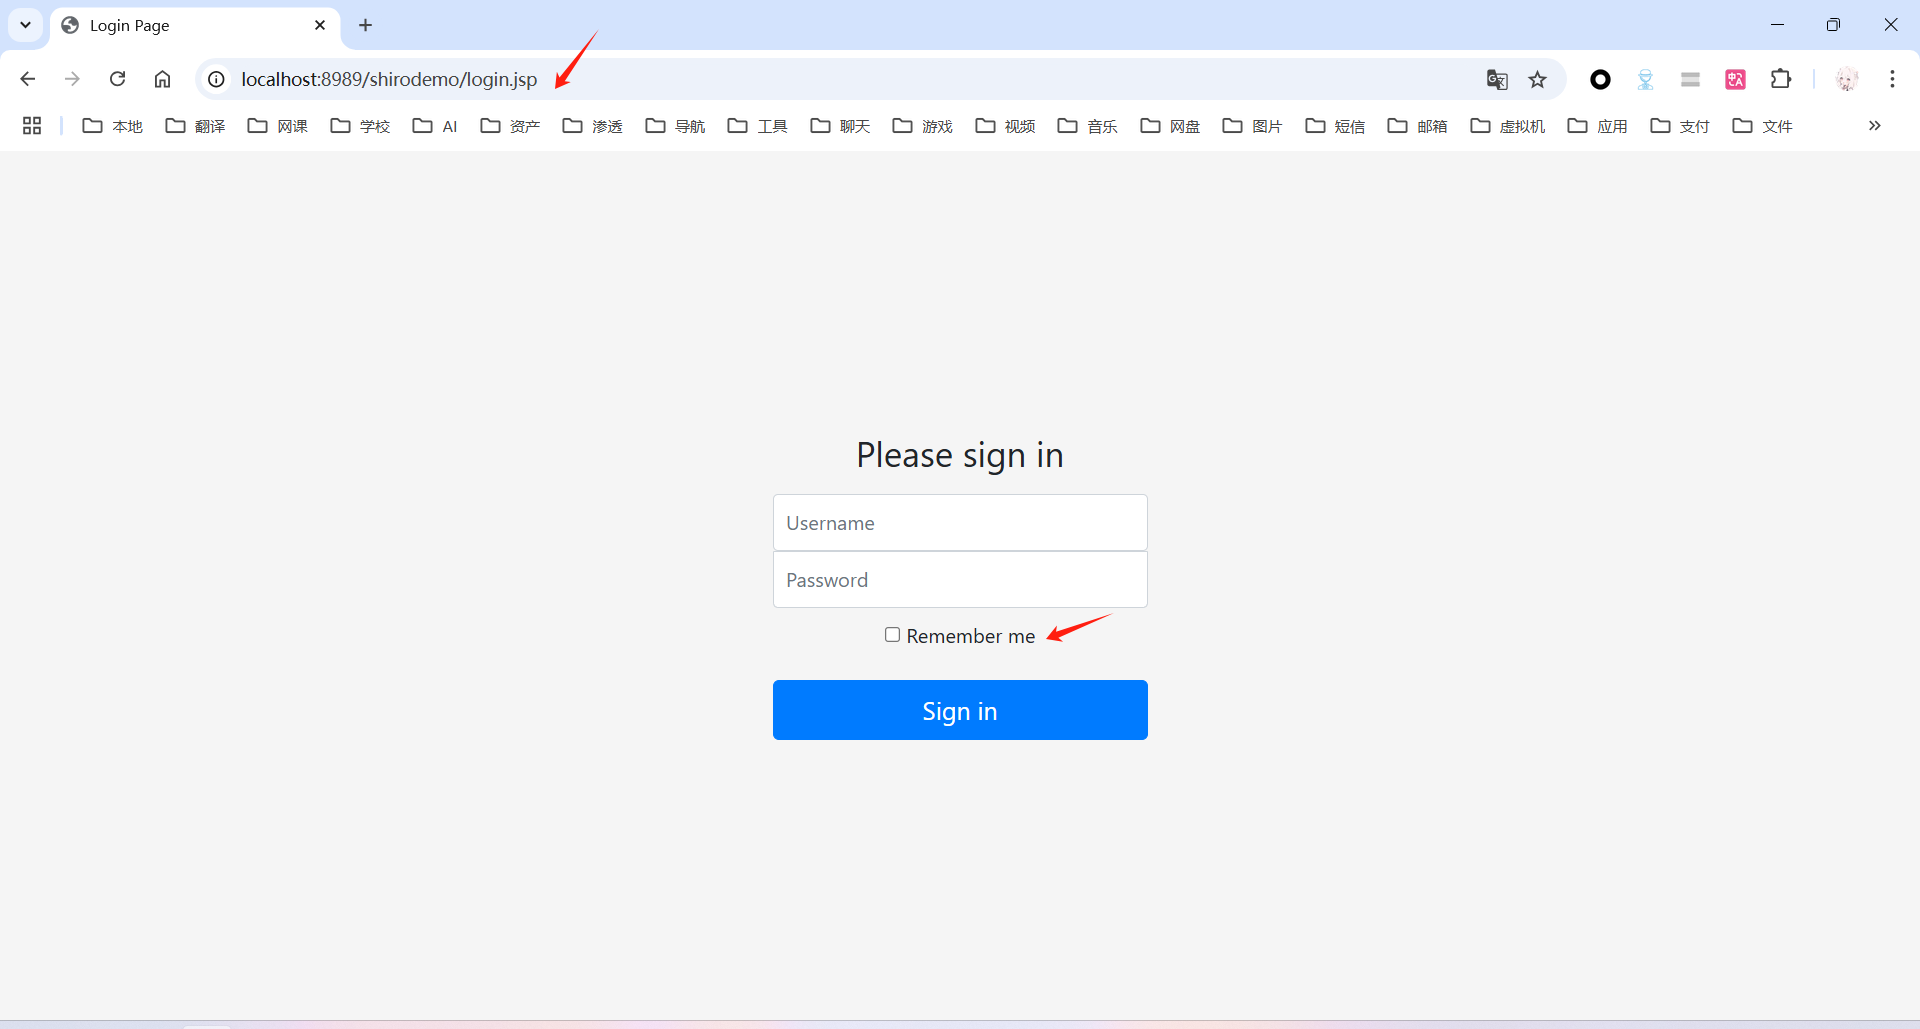 Login Page
localhost:8989/shirodemo/login.jsp
本地 翻译 网课 学校 AI 资产 渗透 导航 工具 聊天 游戏 视频 音乐 网盘 图片 短信 邮箱 虚拟机 应用 支付 文件
Please sign in
Username
Password
Remember me
Sign in